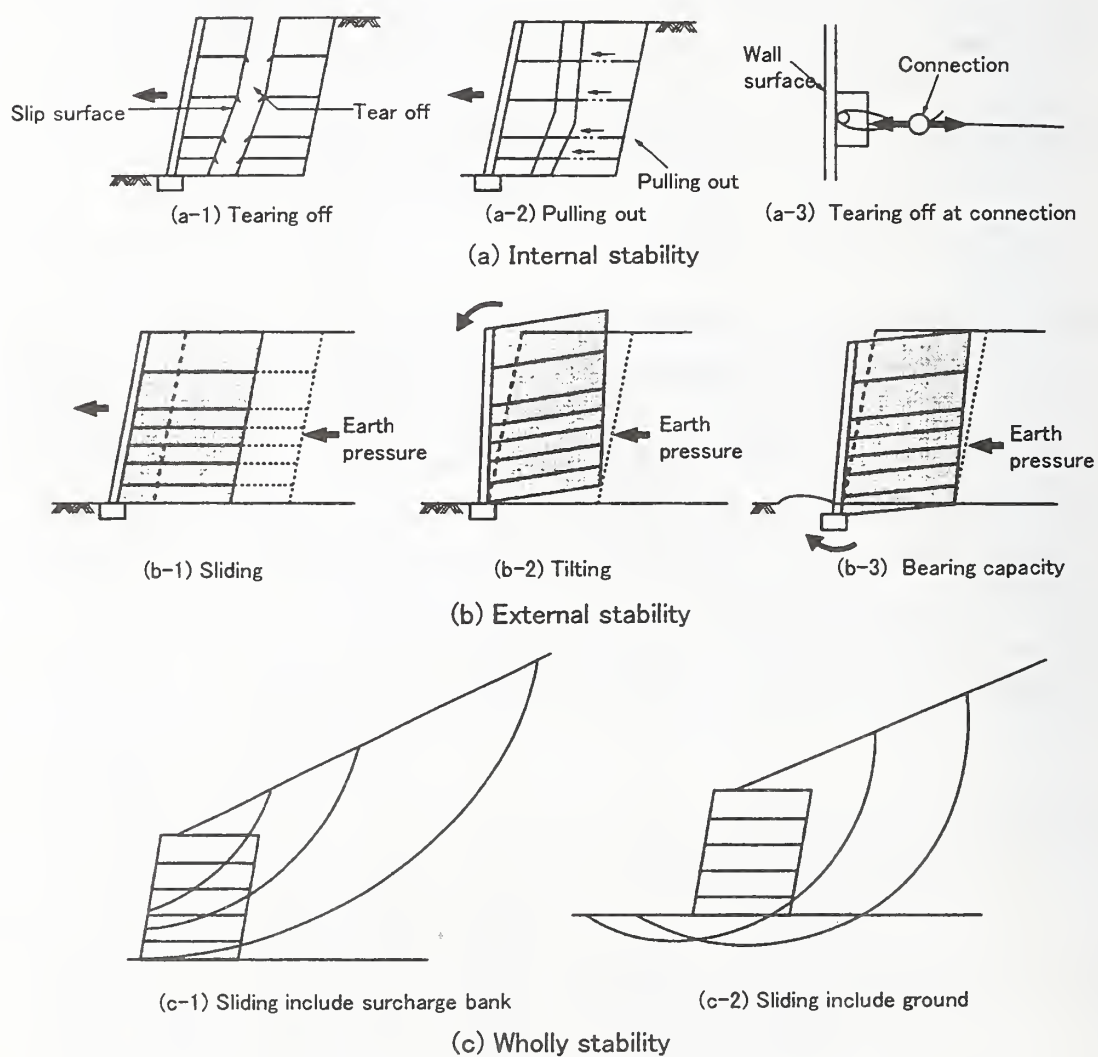 Slip surface
Tear off
Pulling out
Wall
surface
Connection
(a-1) Tearing off
(a-2) Pulling out
(a-3) Tearing off at connection
(a) Internal stability
Earth
pressure
Earth
pressure
Earth
pressure
(b-1) Sliding
(b-2) Tilting
(b-3) Bearing capacity
(b) External stability
(c-1) Sliding include surcharge bank
(c-2) Sliding include ground
(c) Wholly stability